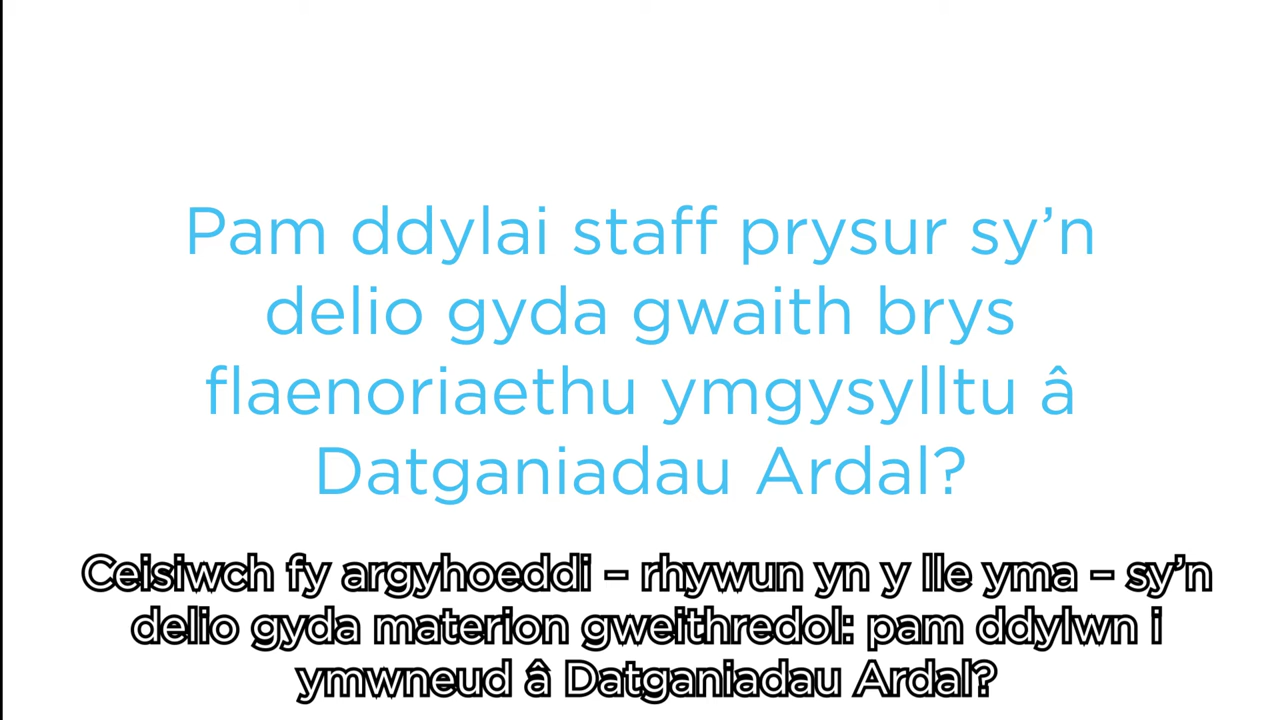 Pam ddylai staff prysur sy’n
delio gyda gwaith brys
flaenoriaethu ymgysylltu â
Datganiadau Ardal?
Ceisiwch fy argyhoeddi – rhywun yn y lle yma – sy’n
delio gyda materion gweithredol: pam ddylwn i
ymwneud â Datganiadau Ardal?